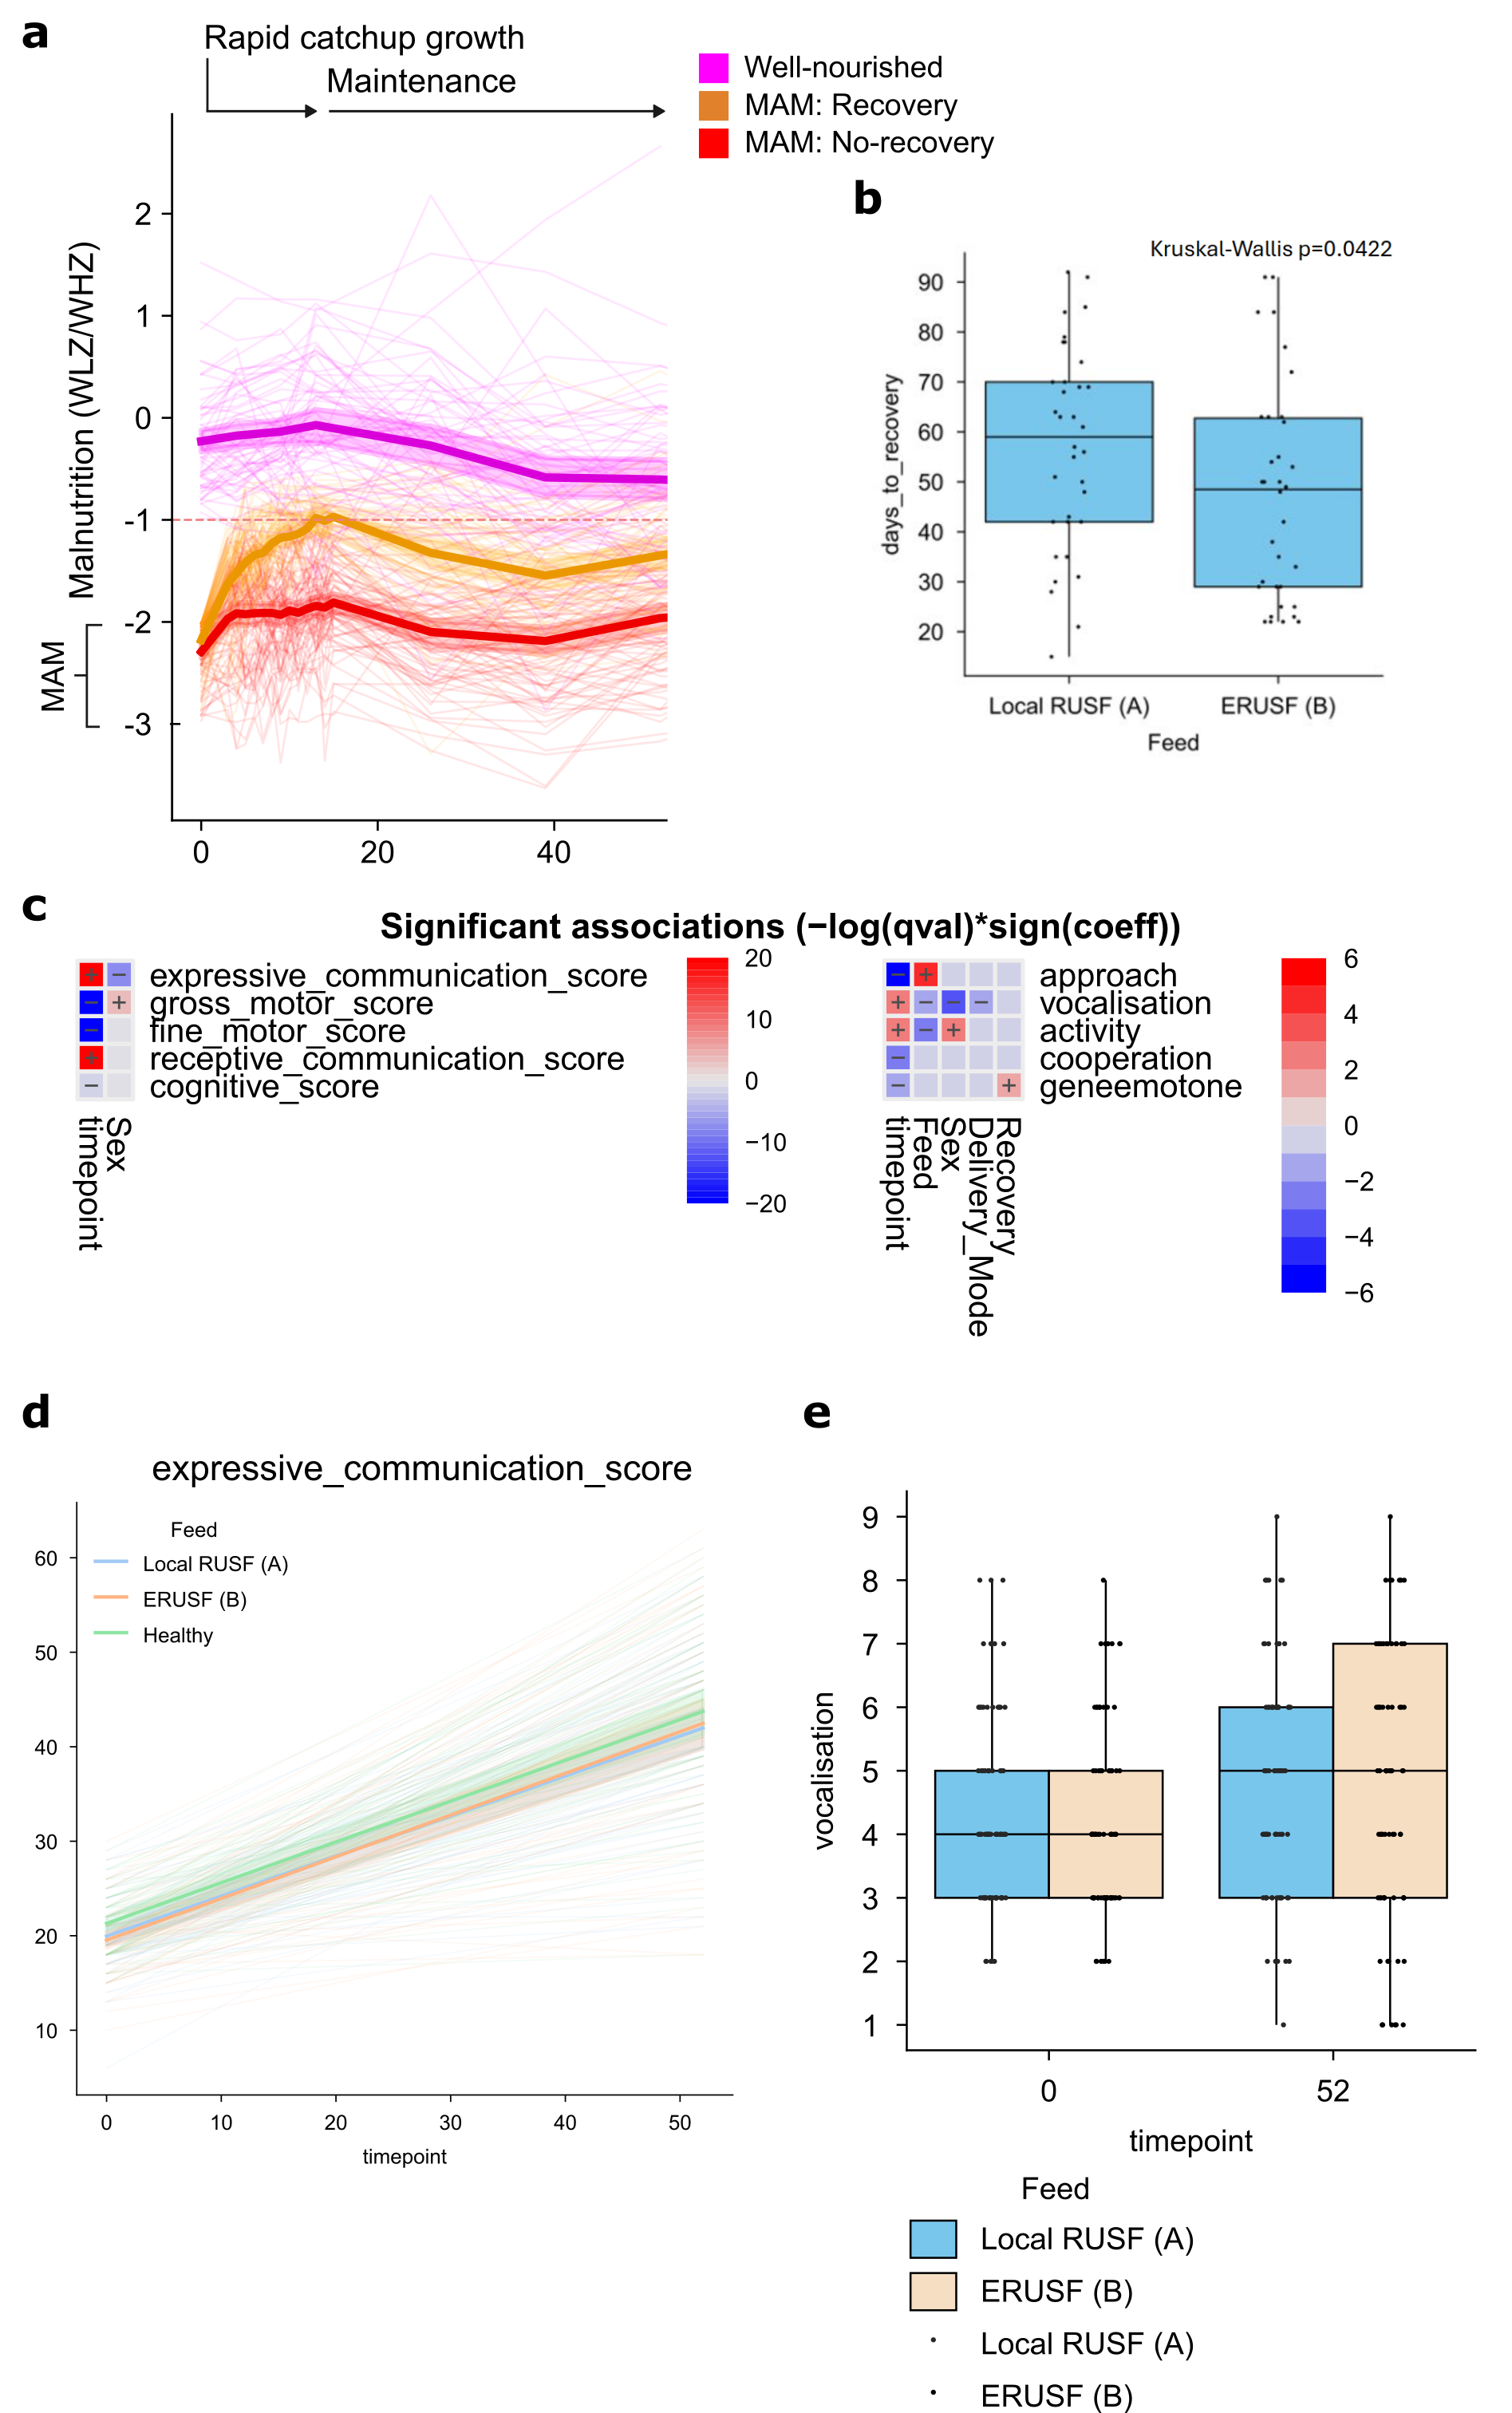 a
Rapid catchup growth
Maintenance
Well-nourished
MAM: Recovery
MAM: No-recovery
Malnutrition (WLZ/WHZ)
MAM
2
1
0
-1
-2
-3
0
20
40
b
Kruskal-Wallis p=0.0422
days_to_recovery
90
80
70
60
50
40
30
20
Local RUSF (A)
ERUSF (B)
Feed
c
Significant associations (−log(qval)*sign(coeff))
+ − expressive_communication_score
− + gross_motor_score
− fine_motor_score
+ receptive_communication_score
− cognitive_score
timepoint
Sex
20
10
0
−10
−20
− + approach
+ − − − vocalisation
+ − + activity
− cooperation
− + geneemotone
timepoint
Feed
Sex
Delivery_Mode
Recovery
6
4
2
0
−2
−4
−6
d
expressive_communication_score
Feed
Local RUSF (A)
ERUSF (B)
Healthy
60
50
40
30
20
10
0
10
20
30
40
50
timepoint
e
vocalisation
9
8
7
6
5
4
3
2
1
0
52
timepoint
Feed
Local RUSF (A)
ERUSF (B)
Local RUSF (A)
ERUSF (B)